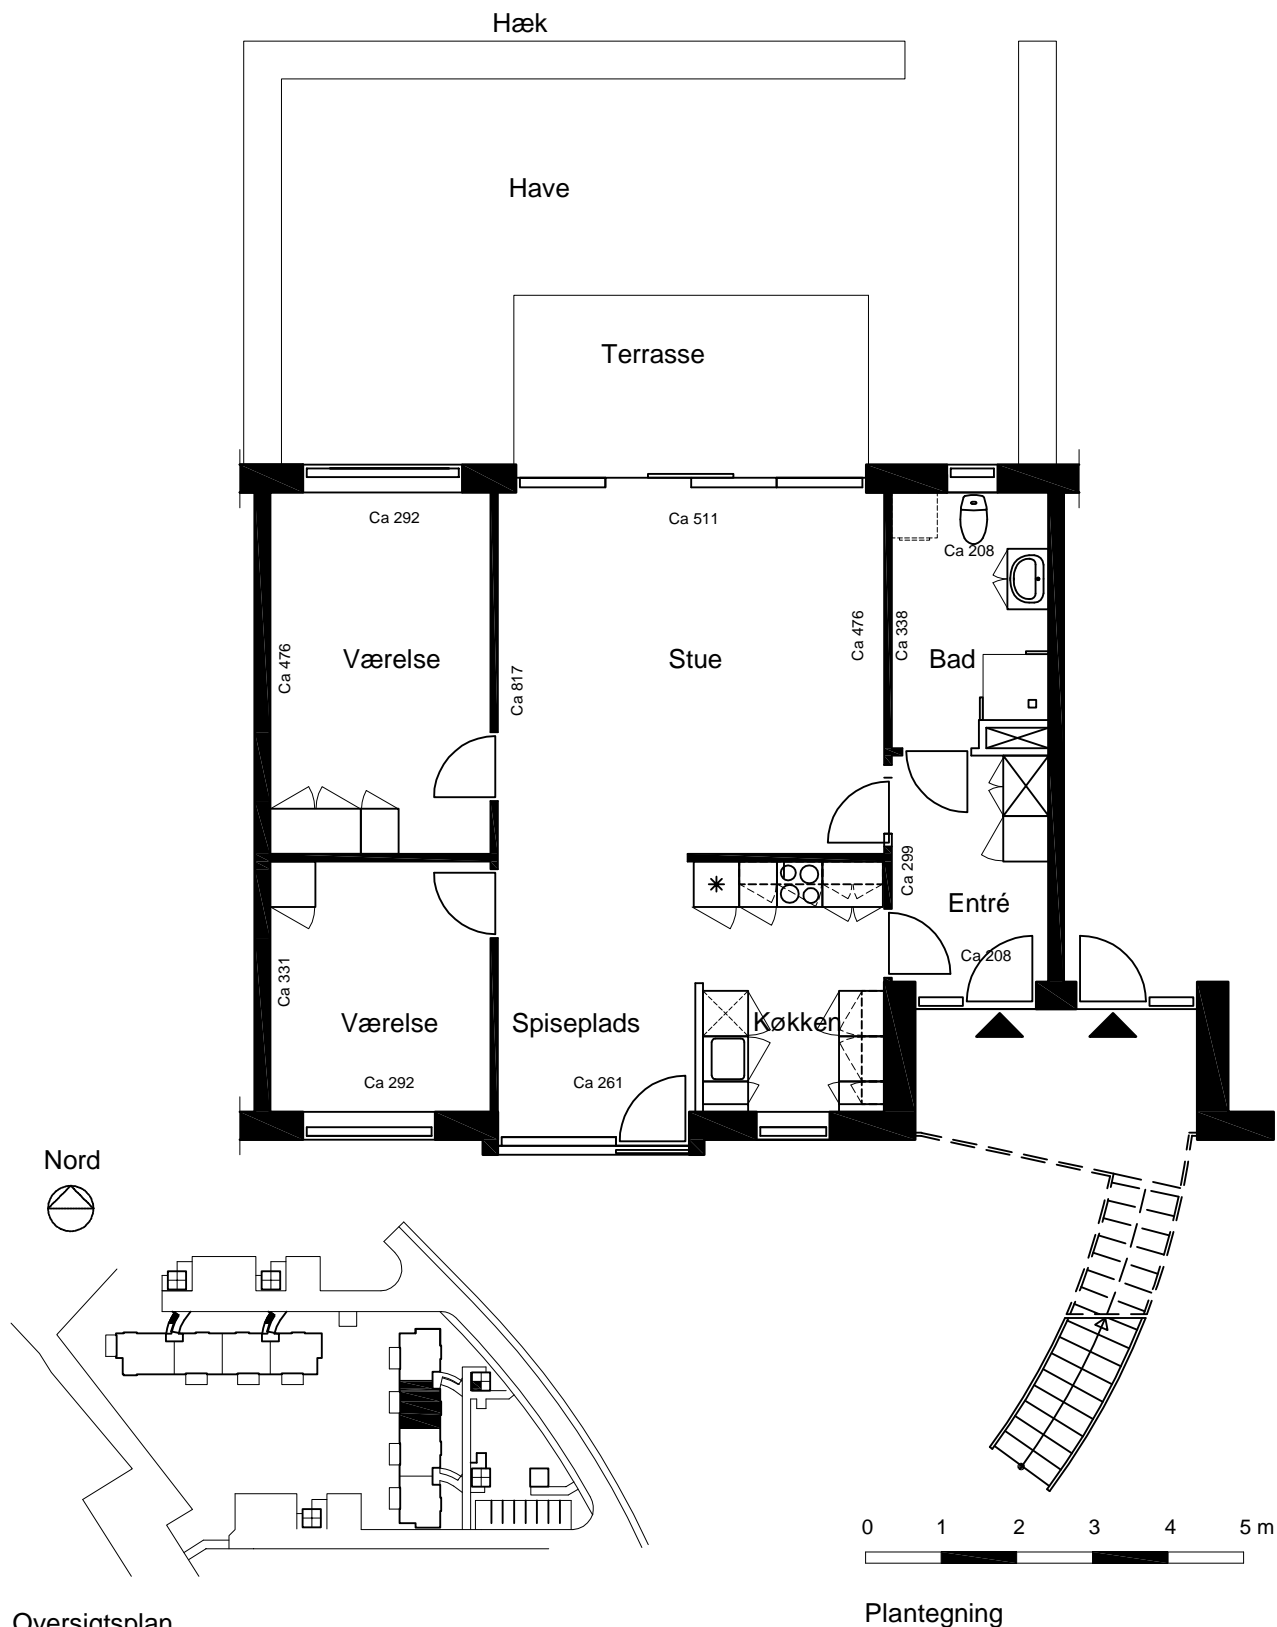 Hæk
Have
Terrasse
Ca 292
Ca 511
Ca 208
Ca 476
Værelse
Ca 817
Stue
Ca 476
Ca 338
Bad
Ca 299
Entré
Ca 208
Ca 331
Værelse
Spiseplads
Køkken
Ca 292
Ca 261
Nord
0 1 2 3 4 5 m
Oversigtsplan
Plantegning